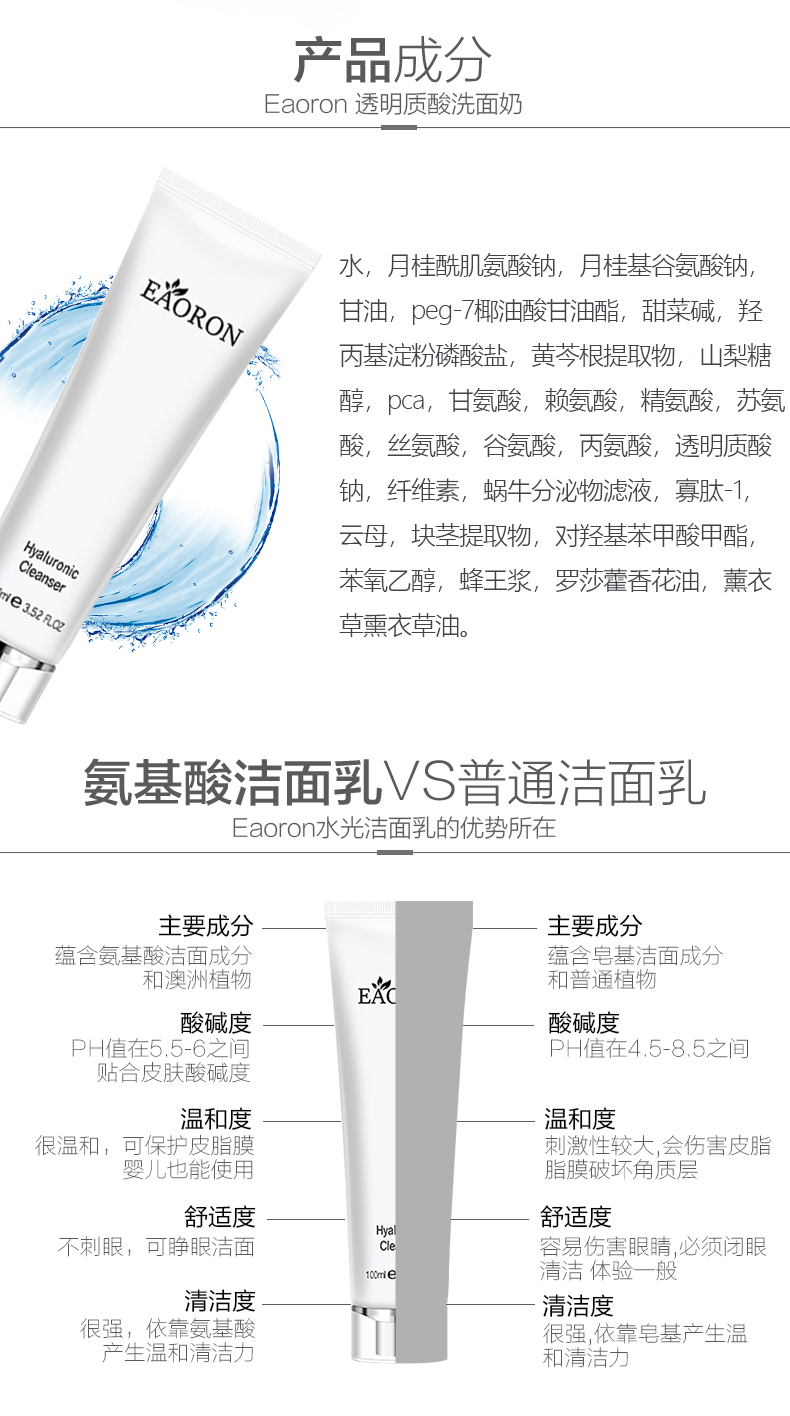 产品成分
Eaoron 透明质酸洗面奶
EAORON
Hyaluronic
Cleanser
ml e 3.52 FL.OZ
水，月桂酰肌氨酸钠，月桂基谷氨酸钠，
甘油，peg-7椰油酸甘油酯，甜菜碱，羟
丙基淀粉磷酸盐，黄芩根提取物，山梨糖
醇，pca，甘氨酸，赖氨酸，精氨酸，苏氨
酸，丝氨酸，谷氨酸，丙氨酸，透明质酸
钠，纤维素，蜗牛分泌物滤液，寡肽-1，
云母，块茎提取物，对羟基苯甲酸甲酯，
苯氧乙醇，蜂王浆，罗莎藿香花油，薰衣
草熏衣草油。
氨基酸洁面乳VS普通洁面乳
Eaoron水光洁面乳的优势所在
主要成分
蕴含氨基酸洁面成分
和澳洲植物
酸碱度
PH值在5.5-6之间
贴合皮肤酸碱度
温和度
很温和，可保护皮脂膜
婴儿也能使用
舒适度
不刺眼，可睁眼洁面
清洁度
很强，依靠氨基酸
产生温和清洁力
EAO
Hyal
Cle
100ml e
主要成分
蕴含皂基洁面成分
和普通植物
酸碱度
PH值在4.5-8.5之间
温和度
刺激性较大,会伤害皮脂
脂膜破坏角质层
舒适度
容易伤害眼睛,必须闭眼
清洁 体验一般
清洁度
很强,依靠皂基产生温
和清洁力